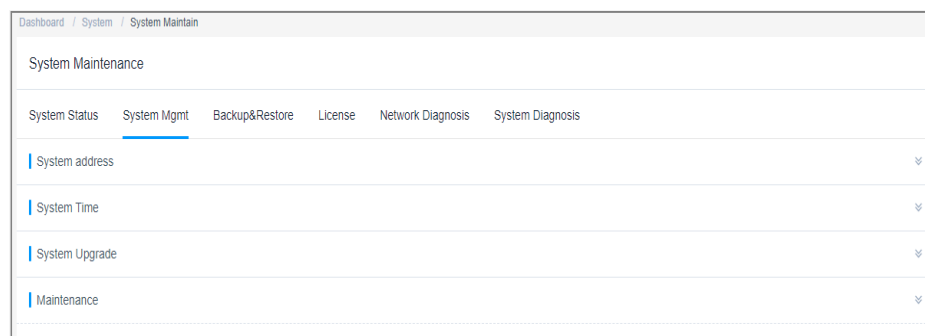 Dashboard / System / System Maintain
System Maintenance
System Status System Mgmt Backup&Restore License Network Diagnosis System Diagnosis
System address
System Time
System Upgrade
Maintenance